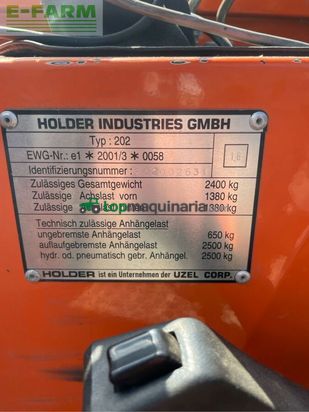 E-FARM
HOLDER INDUSTRIES GMBH
Typ : 202
EWG-Nr.: e1 * 2001/3 * 0058
Identifizierungsnummer :
Zulässiges Gesamtgewicht 2400 kg
Zulässige Achslast vorn 1380 kg
Zulässige 1380 kg
topmaquinaria
Technisch zulässige Anhängelast
ungebremste Anhängelast 650 kg
auflaufgebremste Anhängelast 2500 kg
hydr. od. pneumatisch gebr. Anhängel. 2500 kg
HOLDER ist ein Unternehmen der UZEL CORP.